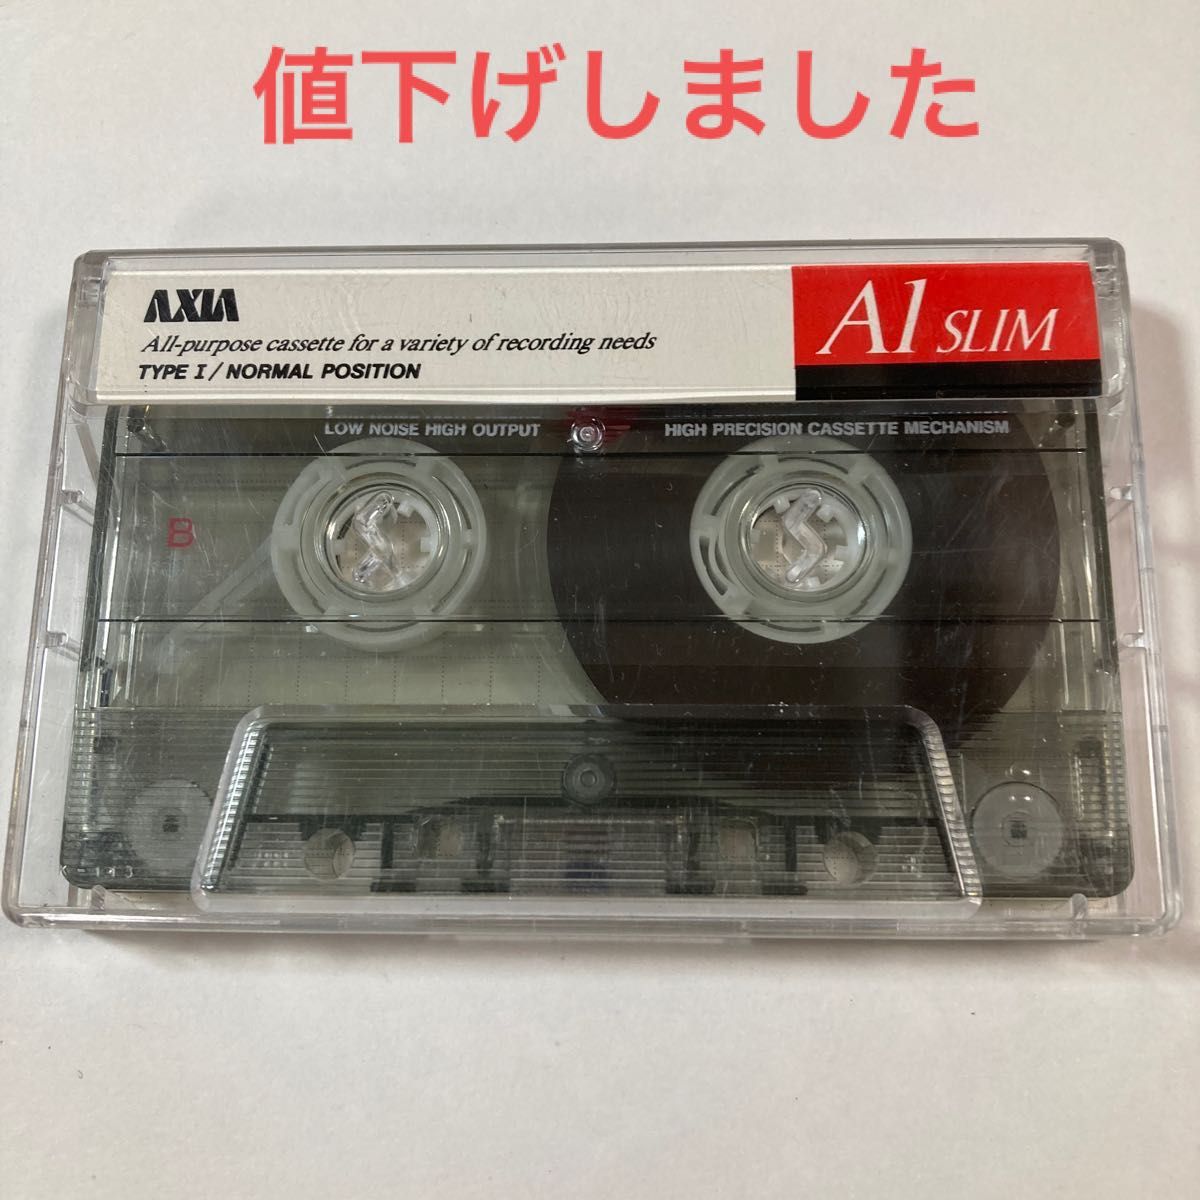 値下げしました
AXIA
All-purpose cassette for a variety of recording needs
TYPE I / NORMAL POSITION
A1 SLIM
LOW NOISE HIGH OUTPUT
HIGH PRECISION CASSETTE MECHANISM
B